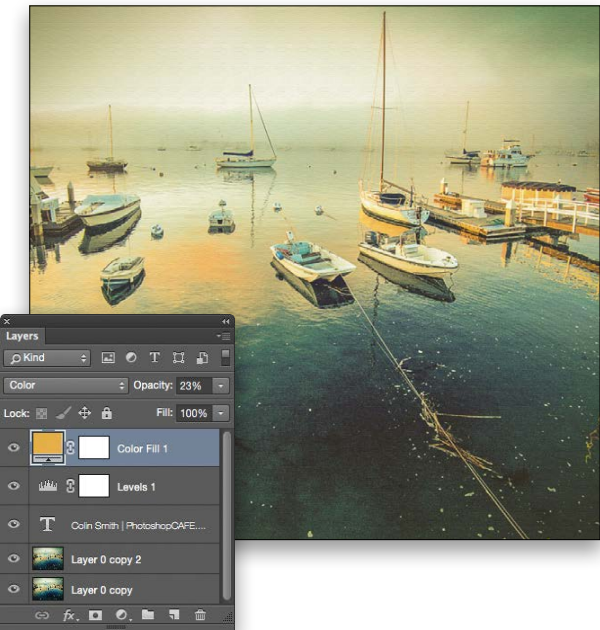 Layers
Kind
Color Opacity: 23%
Lock: Fill: 100%
Color Fill 1
Levels 1
T Colin Smith | PhotoshopCAFE....
Layer 0 copy 2
Layer 0 copy
fx.